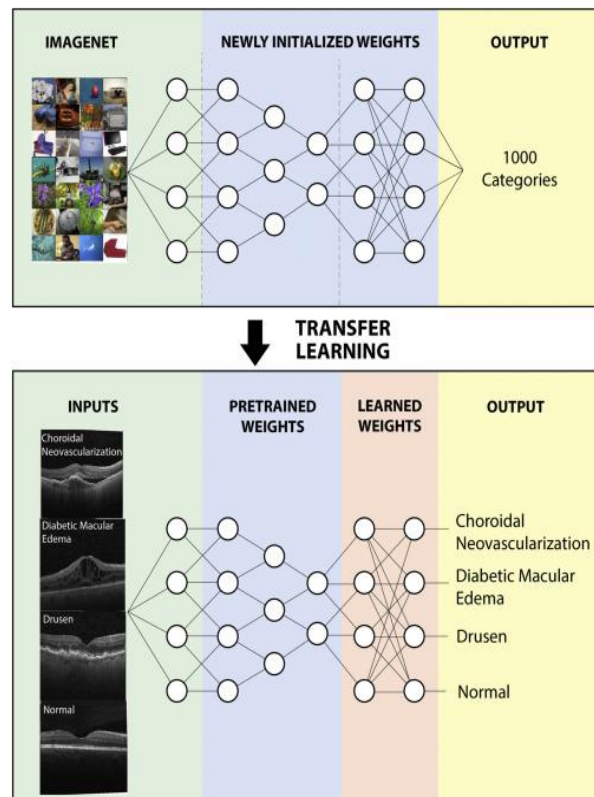 IMAGENET
NEWLY INITIALIZED WEIGHTS
OUTPUT
1000
Categories
TRANSFER
LEARNING
INPUTS
PRETRAINED
WEIGHTS
LEARNED
WEIGHTS
OUTPUT
Choroidal
Neovascularization
Diabetic Macular
Edema
Drusen
Normal
Choroidal
Neovascularization
Diabetic Macular
Edema
Drusen
Normal